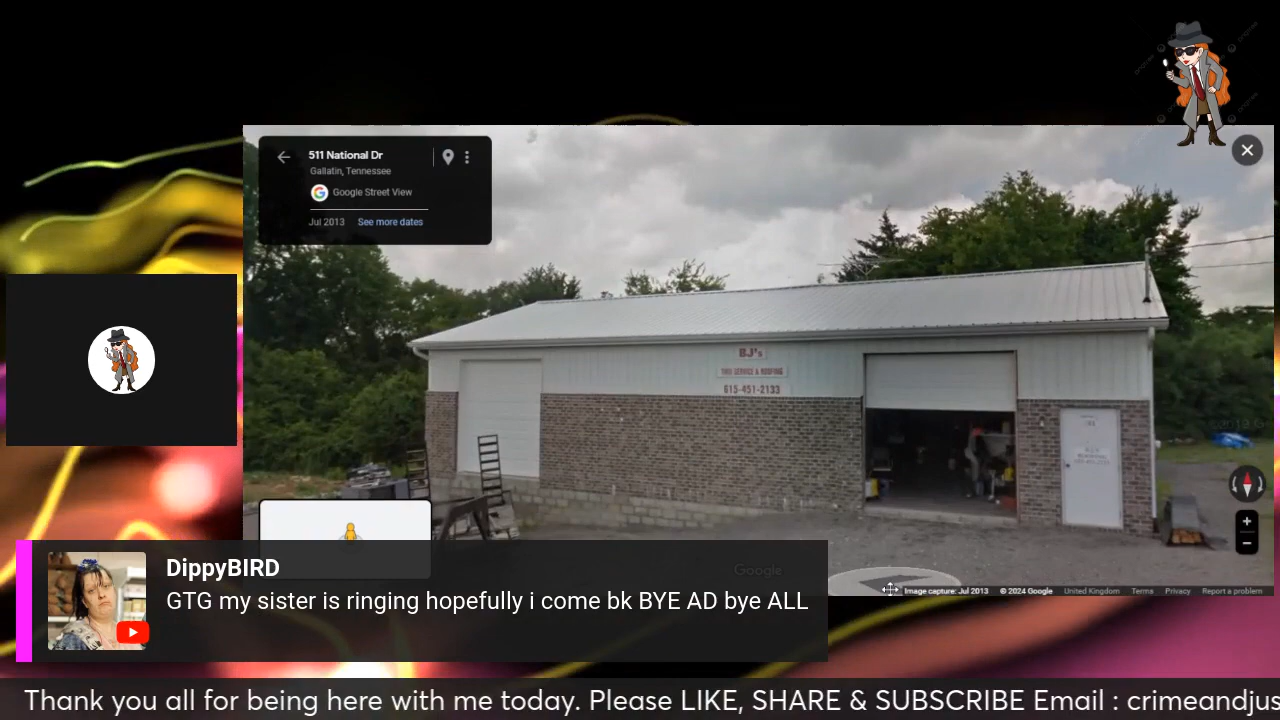 511 National Dr
Gallatin, Tennessee
Google Street View
Jul 2013 See more dates
BJ's
& ROOFING
615-451-2133
Google
Image capture: Jul 2013 © 2024 Google United Kingdom Terms Privacy Report a problem
DippyBIRD
GTG my sister is ringing hopefully i come bk BYE AD bye ALL
Thank you all for being here with me today. Please LIKE, SHARE & SUBSCRIBE Email : crimeandjus